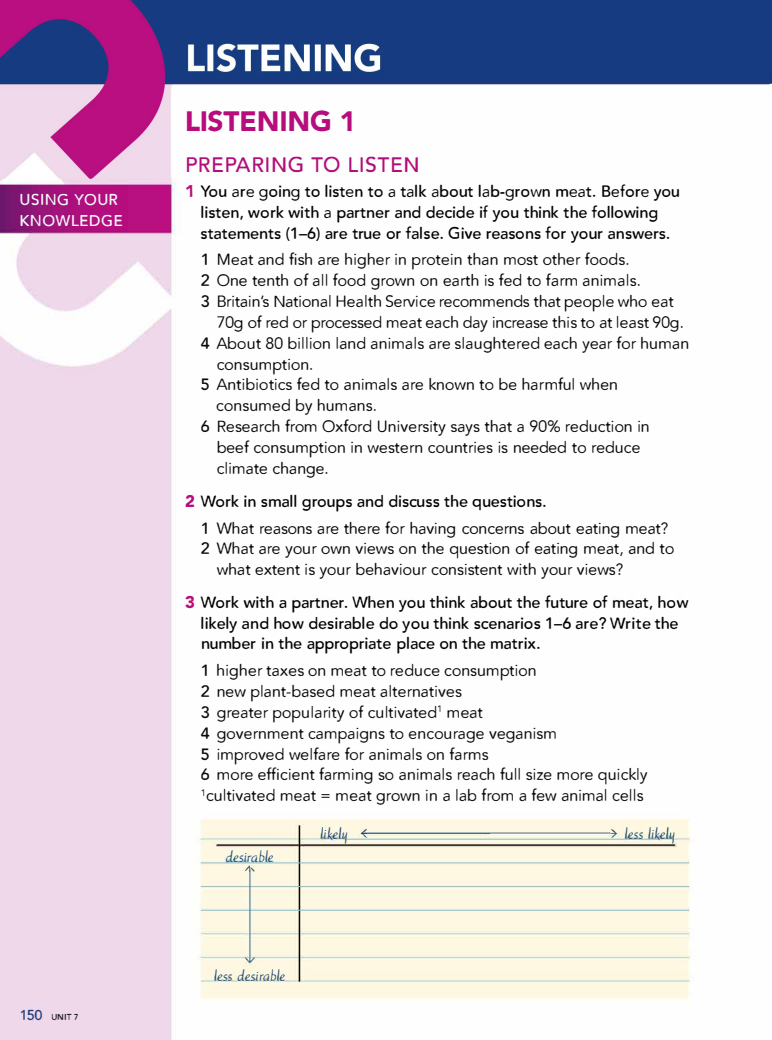 LISTENING
LISTENING 1
PREPARING TO LISTEN
USING YOUR
KNOWLEDGE
1 You are going to listen to a talk about lab-grown meat. Before you
listen, work with a partner and decide if you think the following
statements (1–6) are true or false. Give reasons for your answers.
1 Meat and fish are higher in protein than most other foods.
2 One tenth of all food grown on earth is fed to farm animals.
3 Britain's National Health Service recommends that people who eat
70g of red or processed meat each day increase this to at least 90g.
4 About 80 billion land animals are slaughtered each year for human
consumption.
5 Antibiotics fed to animals are known to be harmful when
consumed by humans.
6 Research from Oxford University says that a 90% reduction in
beef consumption in western countries is needed to reduce
climate change.
2 Work in small groups and discuss the questions.
1 What reasons are there for having concerns about eating meat?
2 What are your own views on the question of eating meat, and to
what extent is your behaviour consistent with your views?
3 Work with a partner. When you think about the future of meat, how
likely and how desirable do you think scenarios 1–6 are? Write the
number in the appropriate place on the matrix.
1 higher taxes on meat to reduce consumption
2 new plant-based meat alternatives
3 greater popularity of cultivated¹ meat
4 government campaigns to encourage veganism
5 improved welfare for animals on farms
6 more efficient farming so animals reach full size more quickly
¹cultivated meat = meat grown in a lab from a few animal cells
likely less likely
desirable
less desirable
150 UNIT 7